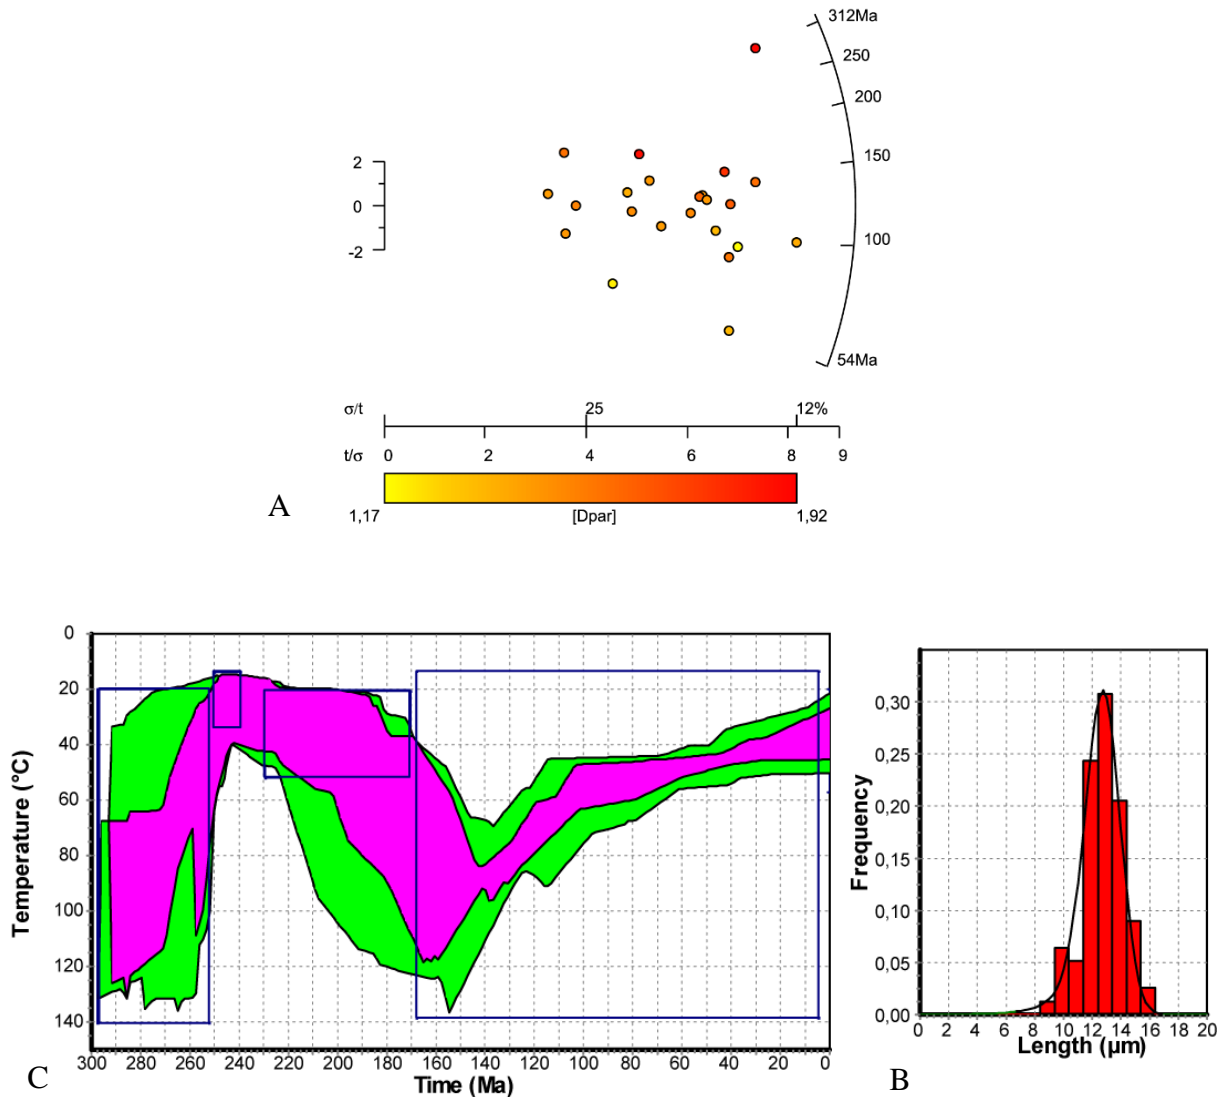 312Ma
250
200
150
100
54Ma
2
0
-2
σ/t
25
12%
t/σ
0 2 4 6 8 9
A
1,17
[Dpar]
1,92
0
20
40
60
80
100
120
140
Temperature (°C)
300 280 260 240 220 200 180 160 140 120 100 80 60 40 20 0
Time (Ma)
C
0,30
0,25
0,20
0,15
0,10
0,05
0,00
Frequency
0 2 4 6 8 10 12 14 16 18 20
Length (µm)
B